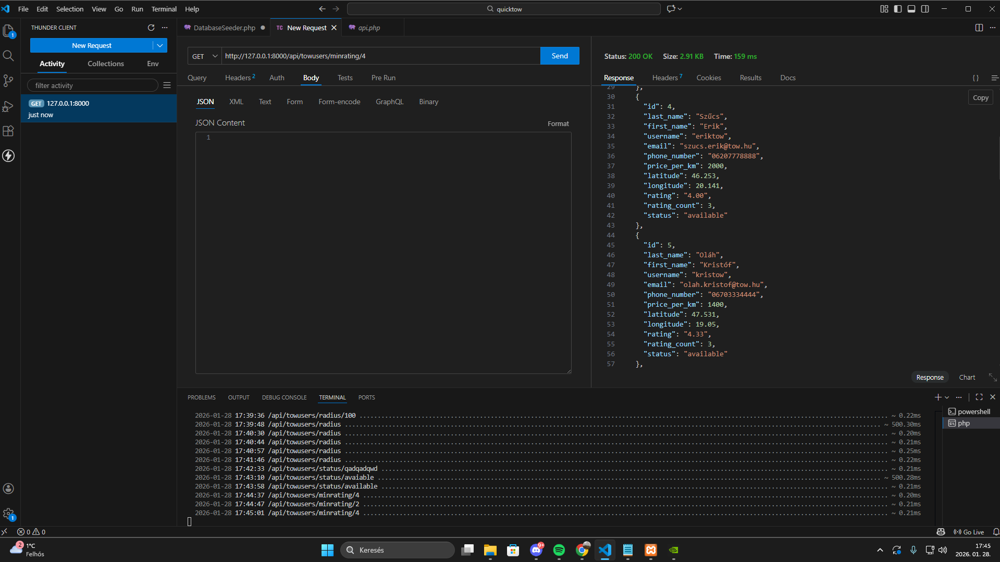 File Edit Selection View Go Run Terminal Help
quicktow
THUNDER CLIENT
New Request
Activity Collections Env
filter activity
GET 127.0.0.1:8000
just now
DatabaseSeeder.php
TC New Request
api.php
GET http://127.0.0.1:8000/api/towusers/minrating/4 Send
Query Headers 2 Auth Body Tests Pre Run
JSON XML Text Form Form-encode GraphQL Binary
JSON Content
Format
1
Status: 200 OK Size: 2.91 KB Time: 159 ms
Response Headers 7 Cookies Results Docs { }
Copy
29 },
30 {
31 "id": 4,
32 "last_name": "Szűcs",
33 "first_name": "Erik",
34 "username": "eriktow",
35 "email": "szucs.erik@tow.hu",
36 "phone_number": "06207778888",
37 "price_per_km": 2000,
38 "latitude": 46.253,
39 "longitude": 20.141,
40 "rating": "4.00",
41 "rating_count": 3,
42 "status": "available"
43 },
44 {
45 "id": 5,
46 "last_name": "Oláh",
47 "first_name": "Kristóf",
48 "username": "kristow",
49 "email": "olah.kristof@tow.hu",
50 "phone_number": "06703334444",
51 "price_per_km": 1400,
52 "latitude": 47.531,
53 "longitude": 19.05,
54 "rating": "4.33",
55 "rating_count": 3,
56 "status": "available"
57 },
Response Chart
PROBLEMS OUTPUT DEBUG CONSOLE TERMINAL PORTS
2026-01-28 17:39:36 /api/towusers/radius/100 ~ 0.22ms
2026-01-28 17:39:48 /api/towusers/radius ~ 500.30ms
2026-01-28 17:40:30 /api/towusers/radius ~ 0.20ms
2026-01-28 17:40:44 /api/towusers/radius ~ 0.21ms
2026-01-28 17:40:57 /api/towusers/radius ~ 0.25ms
2026-01-28 17:41:46 /api/towusers/radius ~ 0.22ms
2026-01-28 17:42:33 /api/towusers/status/qadqadqwd ~ 0.21ms
2026-01-28 17:43:10 /api/towusers/status/avaiable ~ 500.28ms
2026-01-28 17:43:58 /api/towusers/status/available ~ 0.21ms
2026-01-28 17:44:37 /api/towusers/minrating/4 ~ 0.20ms
2026-01-28 17:44:47 /api/towusers/minrating/2 ~ 0.21ms
2026-01-28 17:45:01 /api/towusers/minrating/4 ~ 0.21ms
powershell
php
1
1
0 0
Go Live
2
1°C
Felhős
Keresés
9+
17:45
2026. 01. 28.